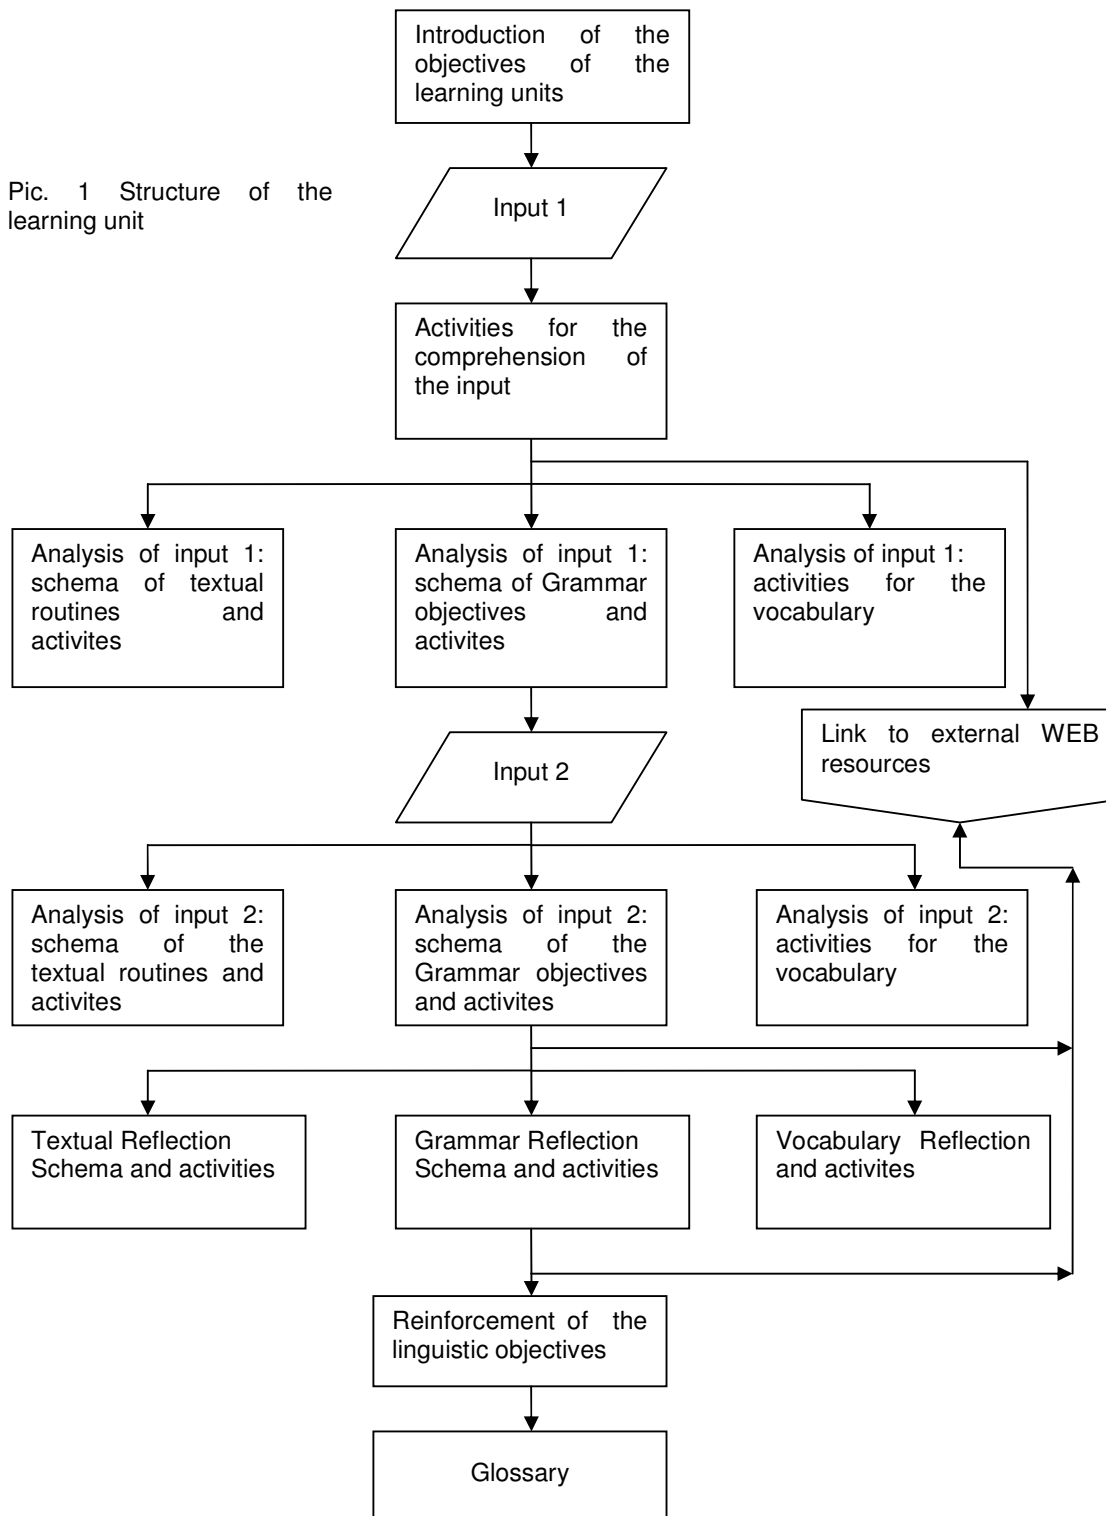 Introduction of the
objectives of the
learning units
Pic. 1 Structure of the
learning unit
Input 1
Activities for the
comprehension of
the input
Analysis of input 1:
schema of textual
routines and
activites
Analysis of input 1:
schema of Grammar
objectives and
activites
Analysis of input 1:
activities for the
vocabulary
Link to external WEB
resources
Input 2
Analysis of input 2:
schema of the
textual routines and
activites
Analysis of input 2:
schema of the
Grammar objectives
and activites
Analysis of input 2:
activities for the
vocabulary
Textual Reflection
Schema and activities
Grammar Reflection
Schema and activities
Vocabulary Reflection
and activites
Reinforcement of the
linguistic objectives
Glossary